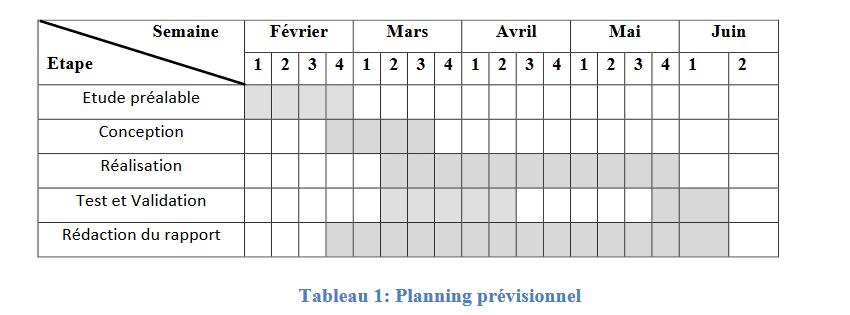 Semaine Février Mars Avril Mai Juin
Etape 1 2 3 4 1 2 3 4 1 2 3 4 1 2 3 4 1 2
Etude préalable
Conception
Réalisation
Test et Validation
Rédaction du rapport
Tableau 1: Planning prévisionnel